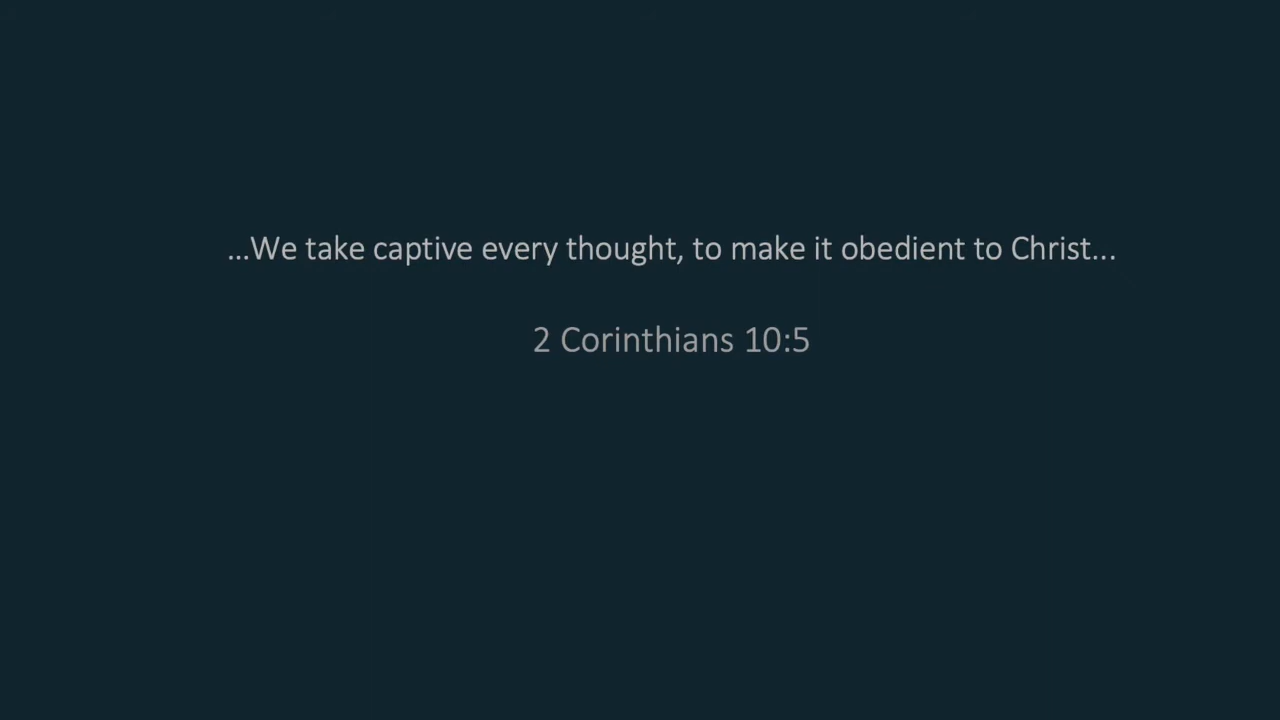 ...We take captive every thought, to make it obedient to Christ...
2 Corinthians 10:5